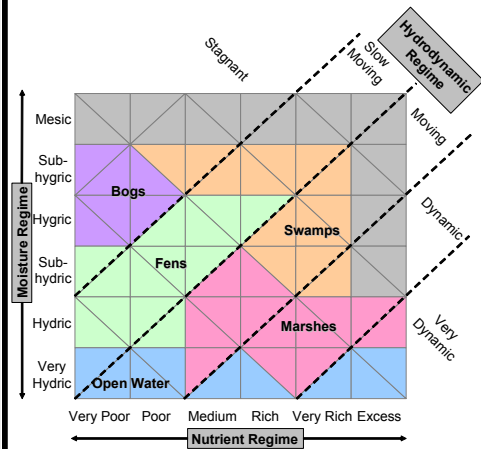 Stagnant
Slow
Moving
Hydrodynamic
Regime
Moving
Dynamic
Very
Dynamic
Moisture Regime
Mesic
Sub-
hygric
Hygric
Sub-
hydric
Hydric
Very
Hydric
Bogs
Swamps
Fens
Marshes
Open Water
Very Poor Poor Medium Rich Very Rich Excess
Nutrient Regime